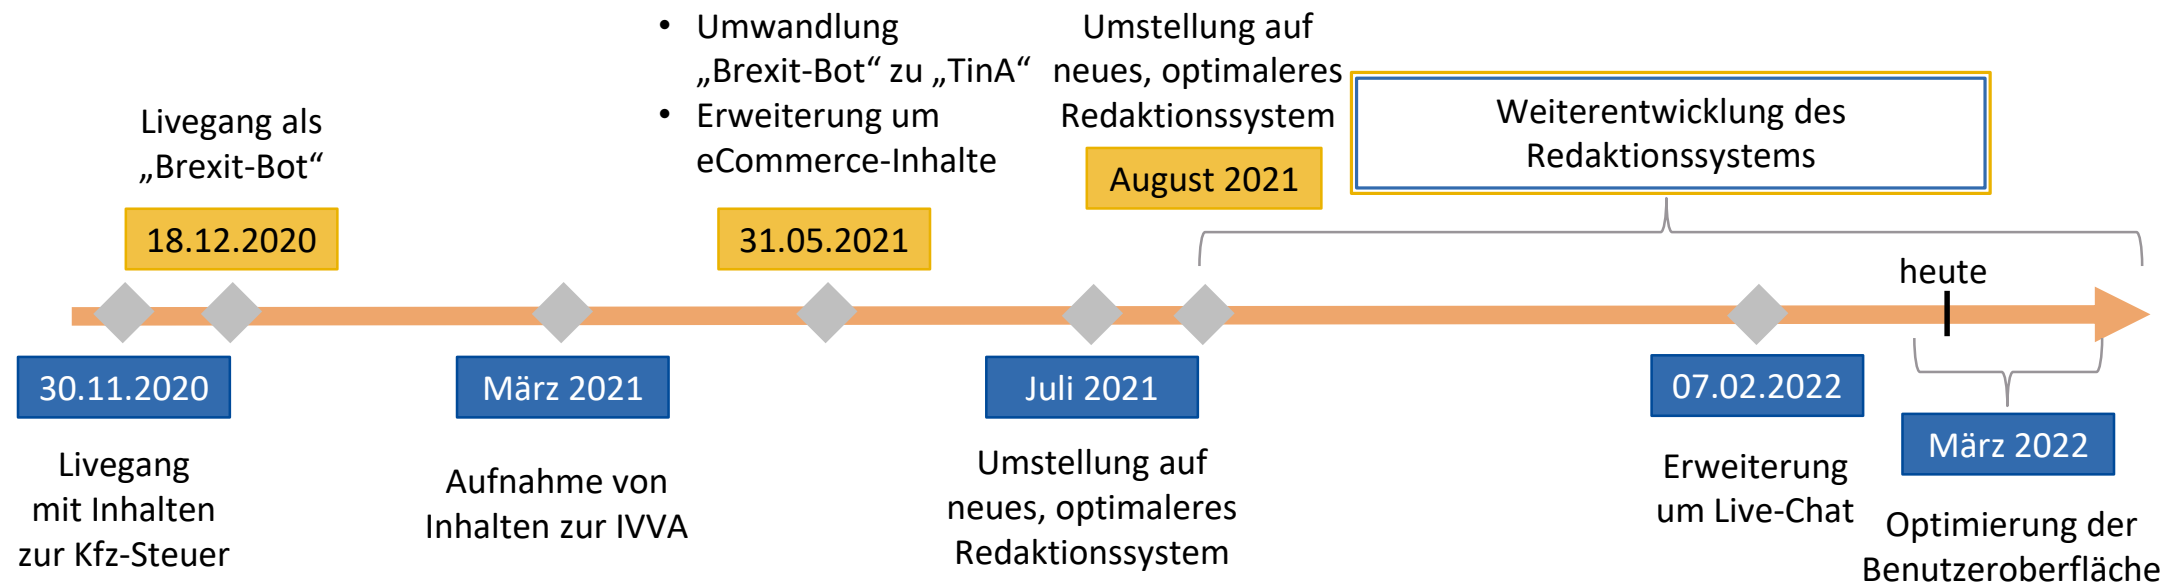 Livegang als
„Brexit-Bot“
18.12.2020
• Umwandlung
„Brexit-Bot“ zu „TinA“
• Erweiterung um
eCommerce-Inhalte
31.05.2021
Umstellung auf
neues, optimaleres
Redaktionssystem
August 2021
Weiterentwicklung des
Redaktionssystems
heute
30.11.2020
Livegang
mit Inhalten
zur Kfz-Steuer
März 2021
Aufnahme von
Inhalten zur IVVA
Juli 2021
Umstellung auf
neues, optimaleres
Redaktionssystem
07.02.2022
Erweiterung
um Live-Chat
März 2022
Optimierung der
Benutzeroberfläche